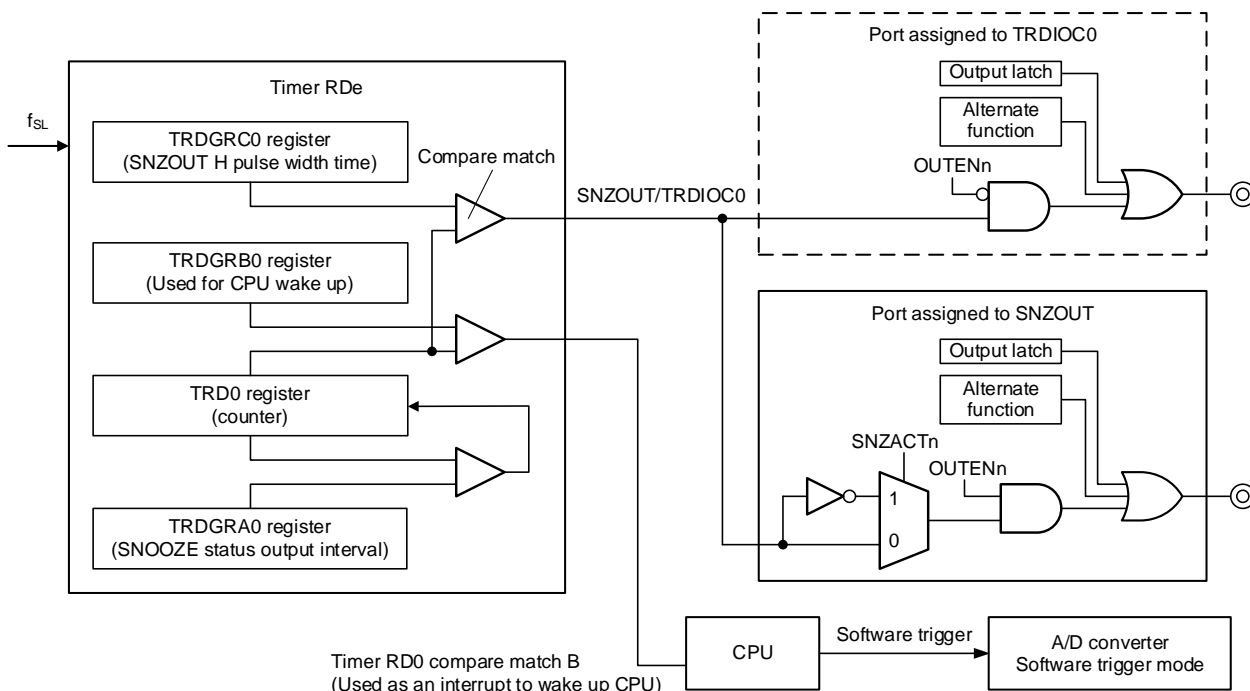 Port assigned to TRDIOC0
Output latch
Alternate
function
OUTENn
Timer RDe
fSL
TRDGRC0 register
(SNZOUT H pulse width time)
Compare match
SNZOUT/TRDIOC0
TRDGRB0 register
(Used for CPU wake up)
TRD0 register
(counter)
TRDGRA0 register
(SNOOZE status output interval)
Port assigned to SNZOUT
Output latch
Alternate
function
SNZACTn
OUTENn
1
0
CPU
Software trigger
A/D converter
Software trigger mode
Timer RD0 compare match B
(Used as an interrupt to wake up CPU)